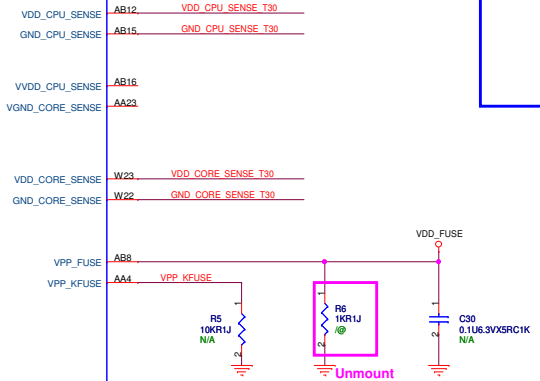 VDD_CPU_SENSE AB12 VDD_CPU_SENSE_T30
GND_CPU_SENSE AB15 GND_CPU_SENSE_T30
VVDD_CPU_SENSE AB16
VGND_CORE_SENSE AA23
VDD_CORE_SENSE W23 VDD_CORE_SENSE_T30
GND_CORE_SENSE W22 GND_CORE_SENSE_T30
VDD_FUSE
VPP_FUSE AB8
VPP_KFUSE AA4 VPP_KFUSE
1
R5
10KR1J
N/A
2
1
R6
1KR1J
/@
2
1
C30
0.1U6.3VX5RC1K
N/A
2
Unmount